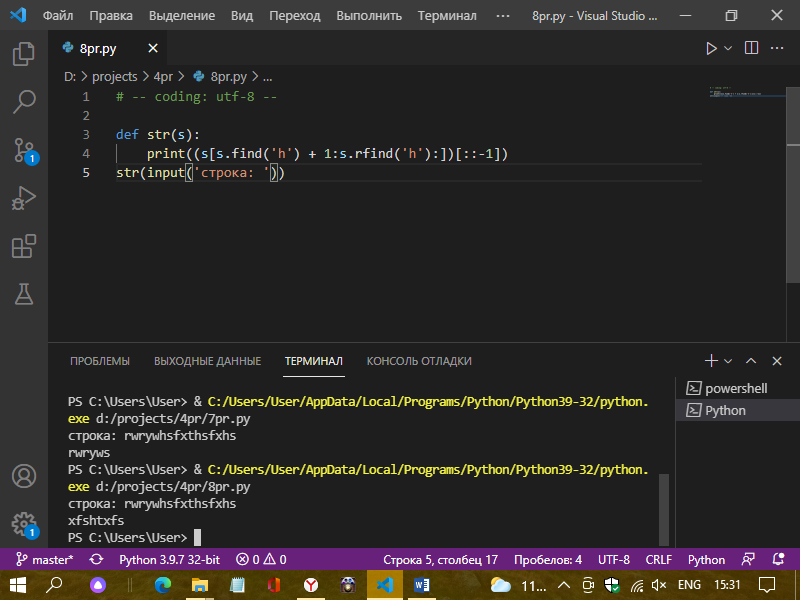 Файл Правка Выделение Вид Переход Выполнить Терминал ··· 8pr.py - Visual Studio ...
8pr.py
D: > projects > 4pr > 8pr.py > ...
1 # -- coding: utf-8 --
2
3 def str(s):
4 print((s[s.find('h') + 1:s.rfind('h'):])[::-1])
5 str(input('строка: '))
1
ПРОБЛЕМЫ ВЫХОДНЫЕ ДАННЫЕ ТЕРМИНАЛ КОНСОЛЬ ОТЛАДКИ
PS C:\Users\User> & C:/Users/User/AppData/Local/Programs/Python/Python39-32/python.
exe d:/projects/4pr/7pr.py
строка: rwrywhsfxthsfxhs
rwryws
PS C:\Users\User> & C:/Users/User/AppData/Local/Programs/Python/Python39-32/python.
exe d:/projects/4pr/8pr.py
строка: rwrywhsfxthsfxhs
xfshtxfs
PS C:\Users\User>
powershell
Python
1
master* Python 3.9.7 32-bit 0 0 Строка 5, столбец 17 Пробелов: 4 UTF-8 CRLF Python
11... ENG 15:31